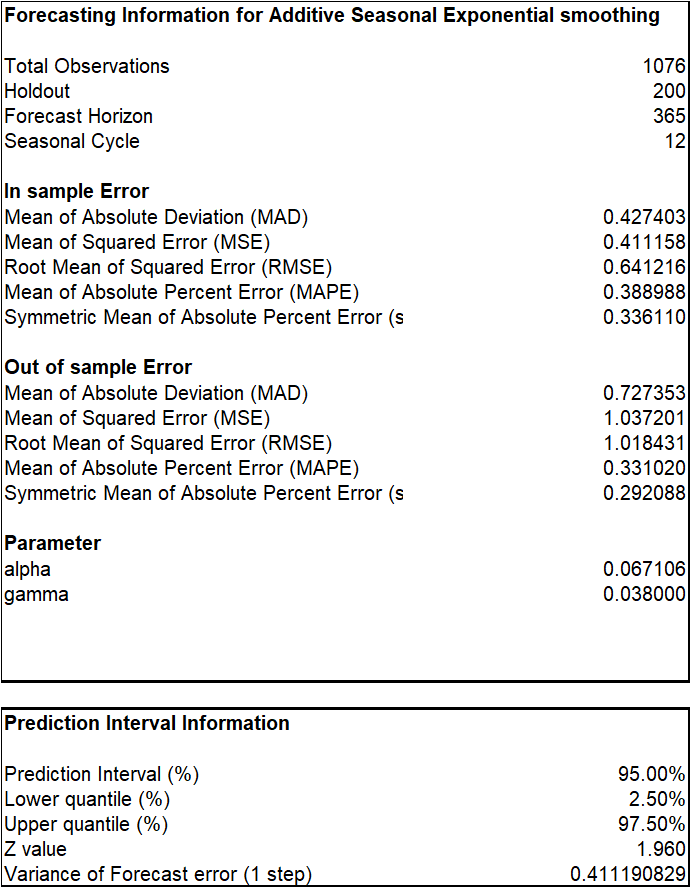 Forecasting Information for Additive Seasonal Exponential smoothing
Total Observations 1076
Holdout 200
Forecast Horizon 365
Seasonal Cycle 12
In sample Error
Mean of Absolute Deviation (MAD) 0.427403
Mean of Squared Error (MSE) 0.411158
Root Mean of Squared Error (RMSE) 0.641216
Mean of Absolute Percent Error (MAPE) 0.388988
Symmetric Mean of Absolute Percent Error (s 0.336110
Out of sample Error
Mean of Absolute Deviation (MAD) 0.727353
Mean of Squared Error (MSE) 1.037201
Root Mean of Squared Error (RMSE) 1.018431
Mean of Absolute Percent Error (MAPE) 0.331020
Symmetric Mean of Absolute Percent Error (s 0.292088
Parameter
alpha 0.067106
gamma 0.038000
Prediction Interval Information
Prediction Interval (%) 95.00%
Lower quantile (%) 2.50%
Upper quantile (%) 97.50%
Z value 1.960
Variance of Forecast error (1 step) 0.411190829